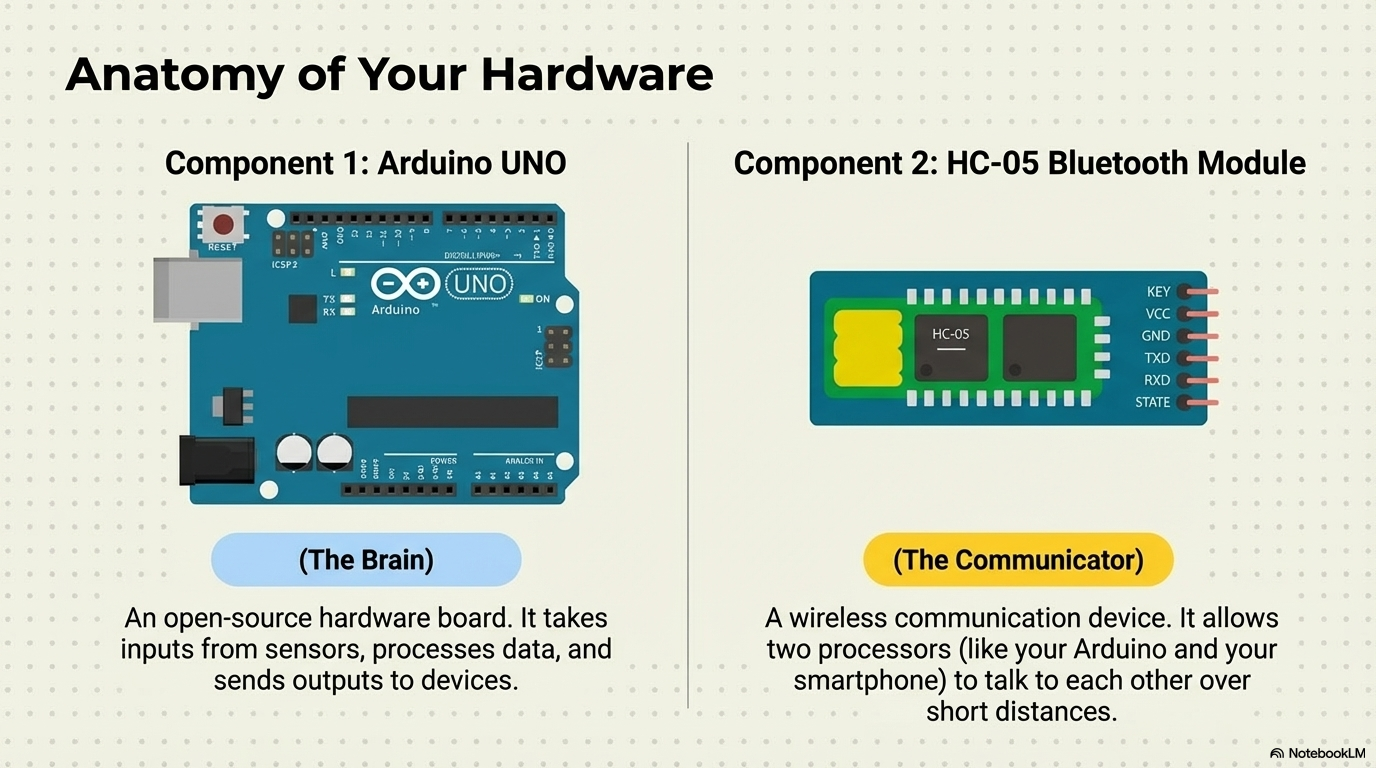 Anatomy of Your Hardware
Component 1: Arduino UNO
RESET
ICSP2
L
TX
RX
UNO
Arduino
™
ON
1
POWER
ANALOG IN
(The Brain)
An open-source hardware board. It takes
inputs from sensors, processes data, and
sends outputs to devices.
Component 2: HC-05 Bluetooth Module
HC-05
KEY
VCC
GND
TXD
RXD
STATE
(The Communicator)
A wireless communication device. It allows
two processors (like your Arduino and your
smartphone) to talk to each other over
short distances.
NotebookLM